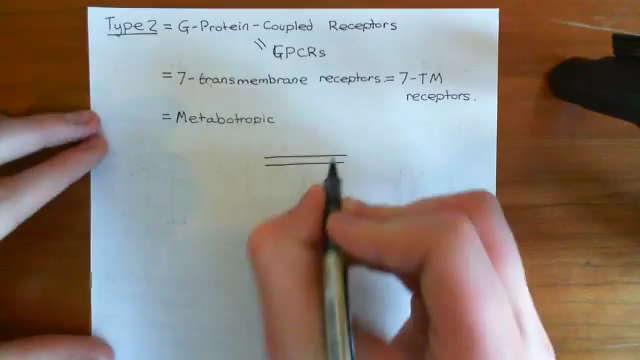 Type 2 = G-Protein-Coupled Receptors
= GPCRs
= 7-transmembrane receptors. = 7-TM
receptors.
= Metabotropic